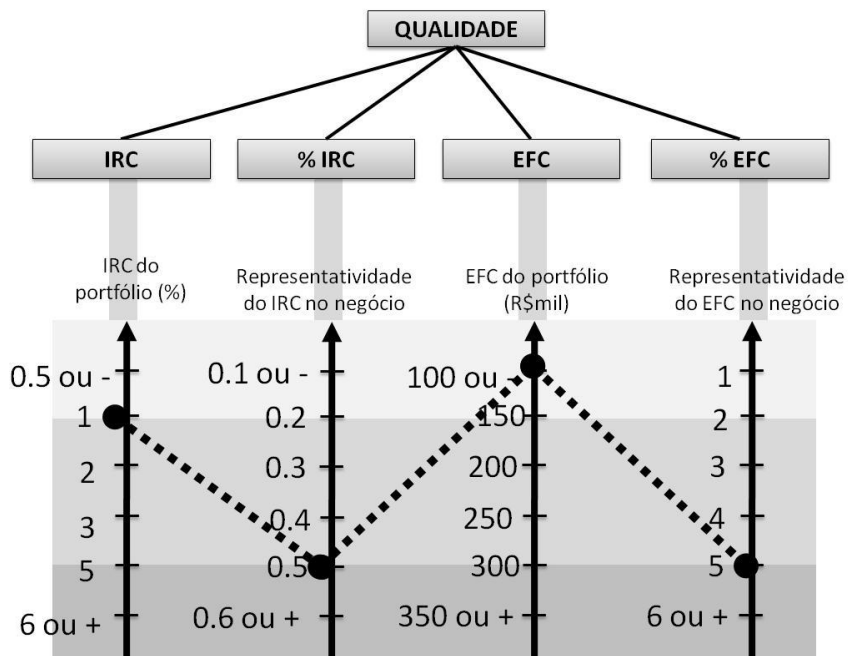 QUALIDADE
IRC
% IRC
EFC
% EFC
IRC do
portfólio (%)
Representatividade
do IRC no negócio
EFC do portfólio
(R$mil)
Representatividade
do EFC no negócio
0.5 ou -
1
2
3
5
6 ou +
0.1 ou -
0.2
0.3
0.4
0.5
0.6 ou +
100 ou -
150
200
250
300
350 ou +
1
2
3
4
5
6 ou +